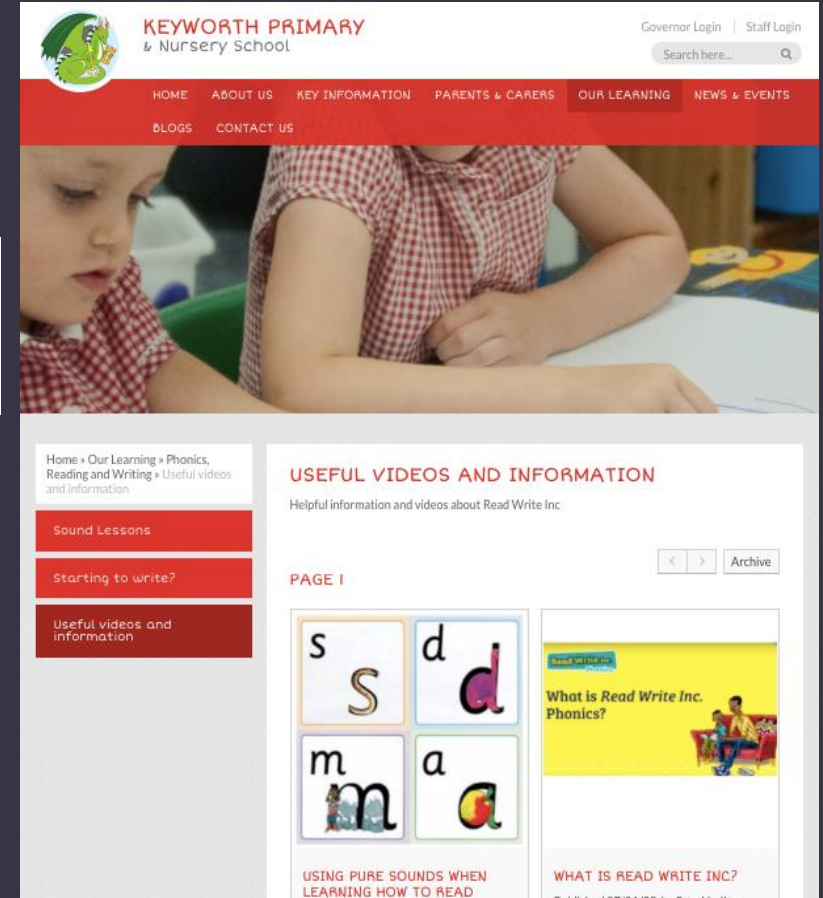 KEYWORTH PRIMARY
& Nursery School
Governor Login | Staff Login
Search here...
HOME ABOUT US KEY INFORMATION PARENTS & CARERS OUR LEARNING NEWS & EVENTS
BLOGS CONTACT US
Home » Our Learning » Phonics,
Reading and Writing » Useful videos
and information
Sound Lessons
Starting to write?
Useful videos and
information
USEFUL VIDEOS AND INFORMATION
Helpful information and videos about Read Write Inc
< > Archive
PAGE 1
s s
d d
m m
a a
USING PURE SOUNDS WHEN
LEARNING HOW TO READ
Read Write Inc.
Phonics
What is Read Write Inc.
Phonics?
WHAT IS READ WRITE INC?